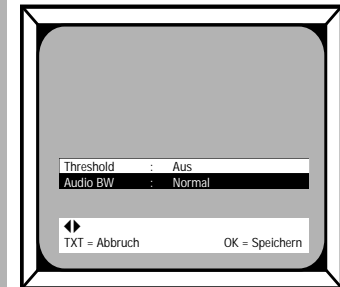 Threshold : Aus
Audio BW : Normal
TXT = Abbruch OK = Speichern